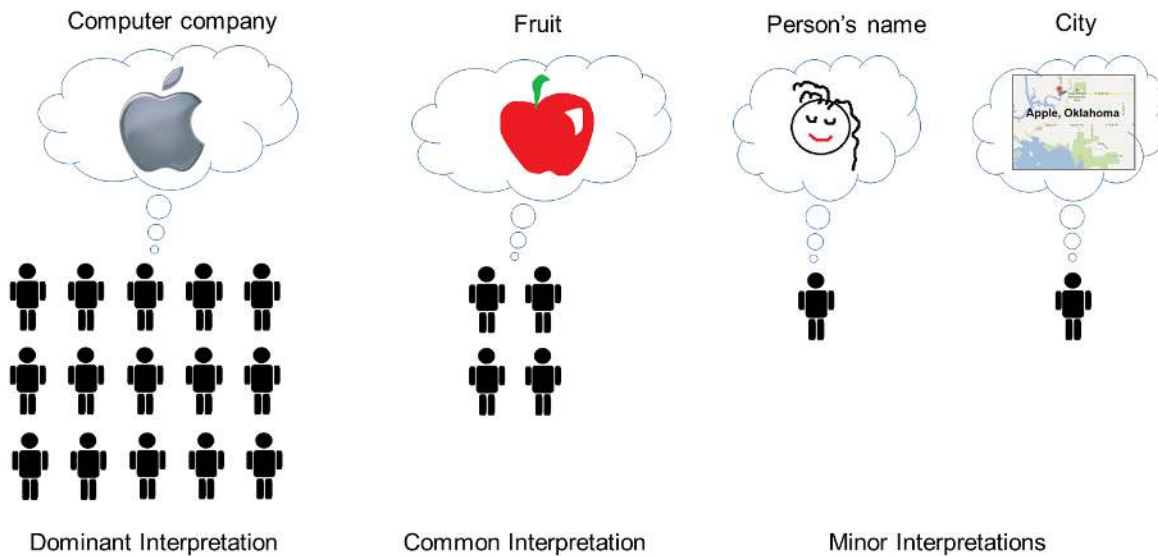 Computer company
Fruit
Person's name
City
Apple, Oklahoma
Dominant Interpretation
Common Interpretation
Minor Interpretations